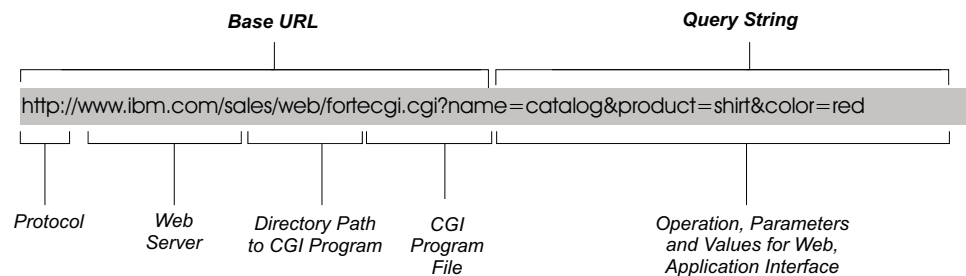 Base URL
Query String
http://www.ibm.com/sales/web/fortecgi.cgi?name=catalog&product=shirt&color=red
Protocol
Web
Server
Directory Path
to CGI Program
CGI
Program
File
Operation, Parameters
and Values for Web,
Application Interface